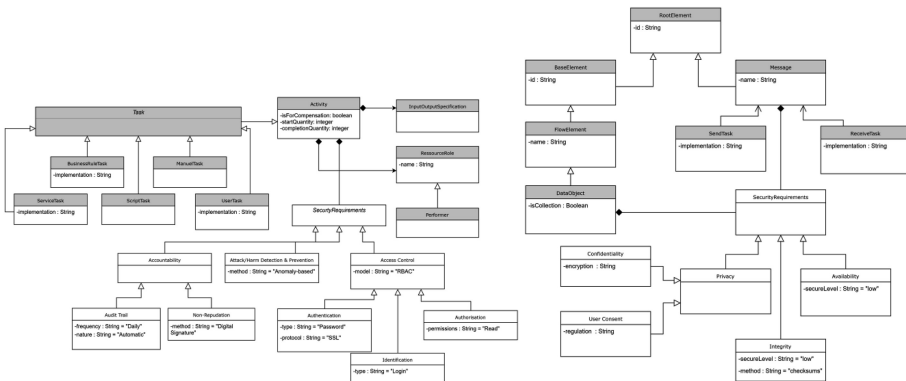 RootElement
-id : String
BaseElement
-id : String
Message
-name : String
FlowElement
-name : String
SendTask
-implementation : String
ReceiveTask
-implementation : String
DataObject
-isCollection : Boolean
SecurityRequirements
Confidentiality
-encryption : String
Privacy
Availability
-secureLevel : String = "low"
User Consent
-regulation : String
Integrity
-secureLevel : String = "low"
-method : String = "checksums"
Task
Activity
-isForCompensation: boolean
-startQuantity: integer
-completionQuantity: integer
InputOutputSpecification
BusinessRuleTask
-implementation : String
ManuelTask
RessourceRole
-name : String
ServiceTask
-implementation : String
ScriptTask
UserTask
-implementation : String
Performer
SecurityRequirements
Accountability
Attack/Harm Detection & Prevention
-method : String = "Anomaly-based"
Access Control
-model : String = "RBAC"
Audit Trail
-frequency : String = "Daily"
-nature : String = "Automatic"
Non-Repudation
-method : String = "Digital
Signature"
Authentication
-type : String = "Password"
-protocol : String = "SSL"
Authorisation
-permissions : String = "Read"
Identification
-type : String = "Login"